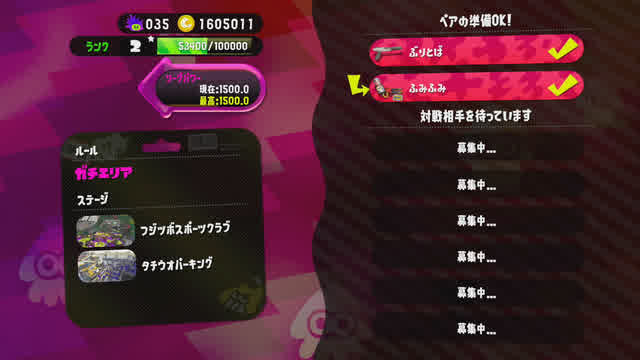 035 1605011
ランク 2 53400/100000
リーグパワー
現在:1500.0
最高:1500.0
ルール
ガチエリア
ステージ
フジツボスポーツクラブ
タチウオパーキング
ペアの準備OK!
ぷりとば
ふみふみ
対戦相手を待っています
募集中...
募集中...
募集中...
募集中...
募集中...
募集中...